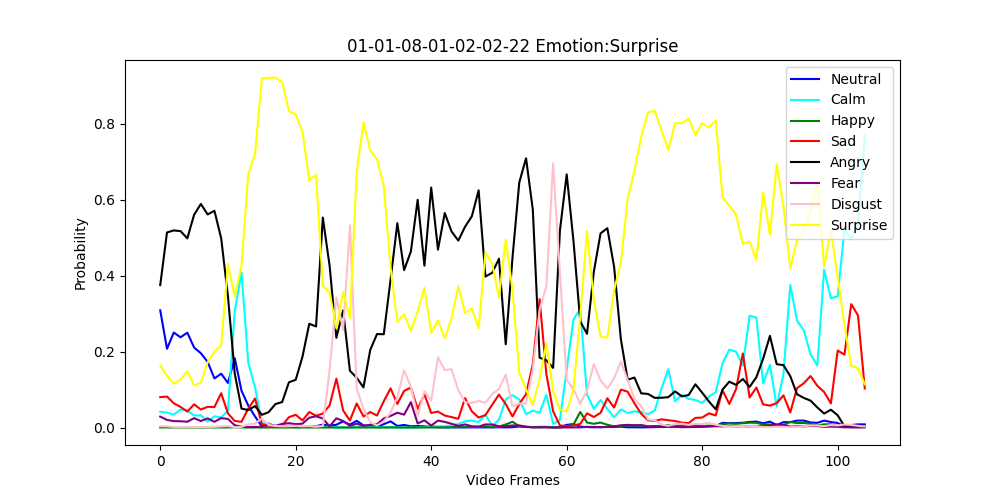 01-01-08-01-02-02-22 Emotion:Surprise
Probability
0.8
0.6
0.4
0.2
0.0
0
20
40
60
80
100
Video Frames
Neutral
Calm
Happy
Sad
Angry
Fear
Disgust
Surprise